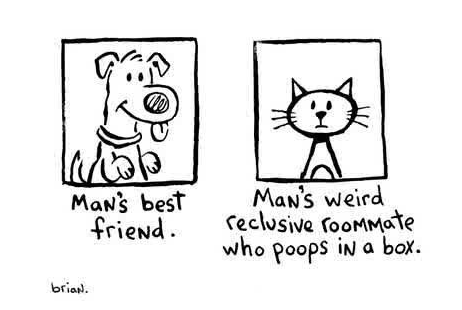 Man's best
friend.
Man's weird
reclusive roommate
who poops in a box.
brian.